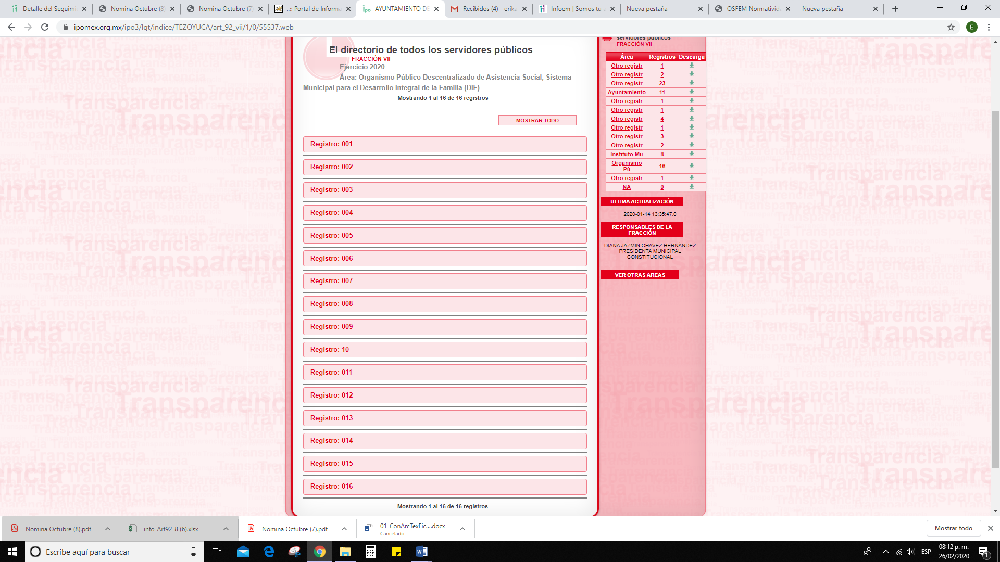 Detalle del Seguimi
Nomina Octubre (8)
Nomina Octubre (7)
..:: Portal de Informa
AYUNTAMIENTO DE
Recibidos (4) - erika
Infoem | Somos tu a
Nueva pestaña
OSFEM Normativid
Nueva pestaña
ipomex.org.mx/ipo3/lgt/indice/TEZOYUCA/art_92_vii/1/0/55537.web
E
El directorio de todos los servidores públicos
FRACCIÓN VII
Ejercicio 2020
Área: Organismo Público Descentralizado de Asistencia Social, Sistema
Municipal para el Desarrollo Integral de la Familia (DIF)
Mostrando 1 al 16 de 16 registros
MOSTRAR TODO
Registro: 001
Registro: 002
Registro: 003
Registro: 004
Registro: 005
Registro: 006
Registro: 007
Registro: 008
Registro: 009
Registro: 10
Registro: 011
Registro: 012
Registro: 013
Registro: 014
Registro: 015
Registro: 016
Mostrando 1 al 16 de 16 registros
servidores públicos
FRACCIÓN VII
Área Registros Descarga
Otro registr 1
Otro registr 2
Otro registr 23
Ayuntamiento 11
Otro registr 1
Otro registr 1
Otro registr 4
Otro registr 1
Otro registr 3
Otro registr 2
Instituto Mu 8
Organismo
Pú 16
Otro registr 1
NA 0
ULTIMA ACTUALIZACIÓN
2020-01-14 13:35:47.0
RESPONSABLES DE LA
FRACCIÓN
DIANA JAZMIN CHAVEZ HERNÁNDEZ
PRESIDENTA MUNICIPAL
CONSTITUCIONAL
VER OTRAS AREAS
Transparencia
Nomina Octubre (8).pdf
info_Art92_8 (6).xlsx
Nomina Octubre (7).pdf
01_ConArcTexFic....docx
Cancelado
Mostrar todo
Escribe aquí para buscar
ESP
08:12 p. m.
26/02/2020
1